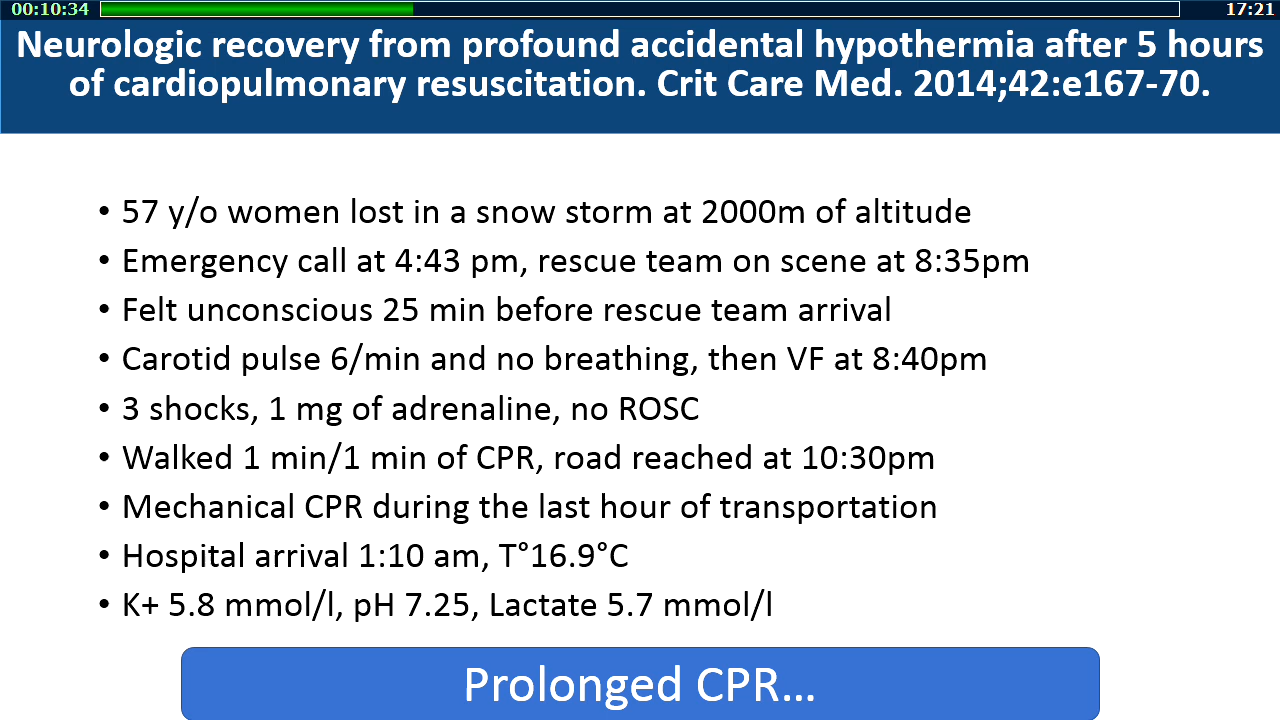 00:10:34
17:21
Neurologic recovery from profound accidental hypothermia after 5 hours
of cardiopulmonary resuscitation. Crit Care Med. 2014;42:e167-70.
• 57 y/o women lost in a snow storm at 2000m of altitude
• Emergency call at 4:43 pm, rescue team on scene at 8:35pm
• Felt unconscious 25 min before rescue team arrival
• Carotid pulse 6/min and no breathing, then VF at 8:40pm
• 3 shocks, 1 mg of adrenaline, no ROSC
• Walked 1 min/1 min of CPR, road reached at 10:30pm
• Mechanical CPR during the last hour of transportation
• Hospital arrival 1:10 am, T°16.9°C
• K+ 5.8 mmol/l, pH 7.25, Lactate 5.7 mmol/l
Prolonged CPR...